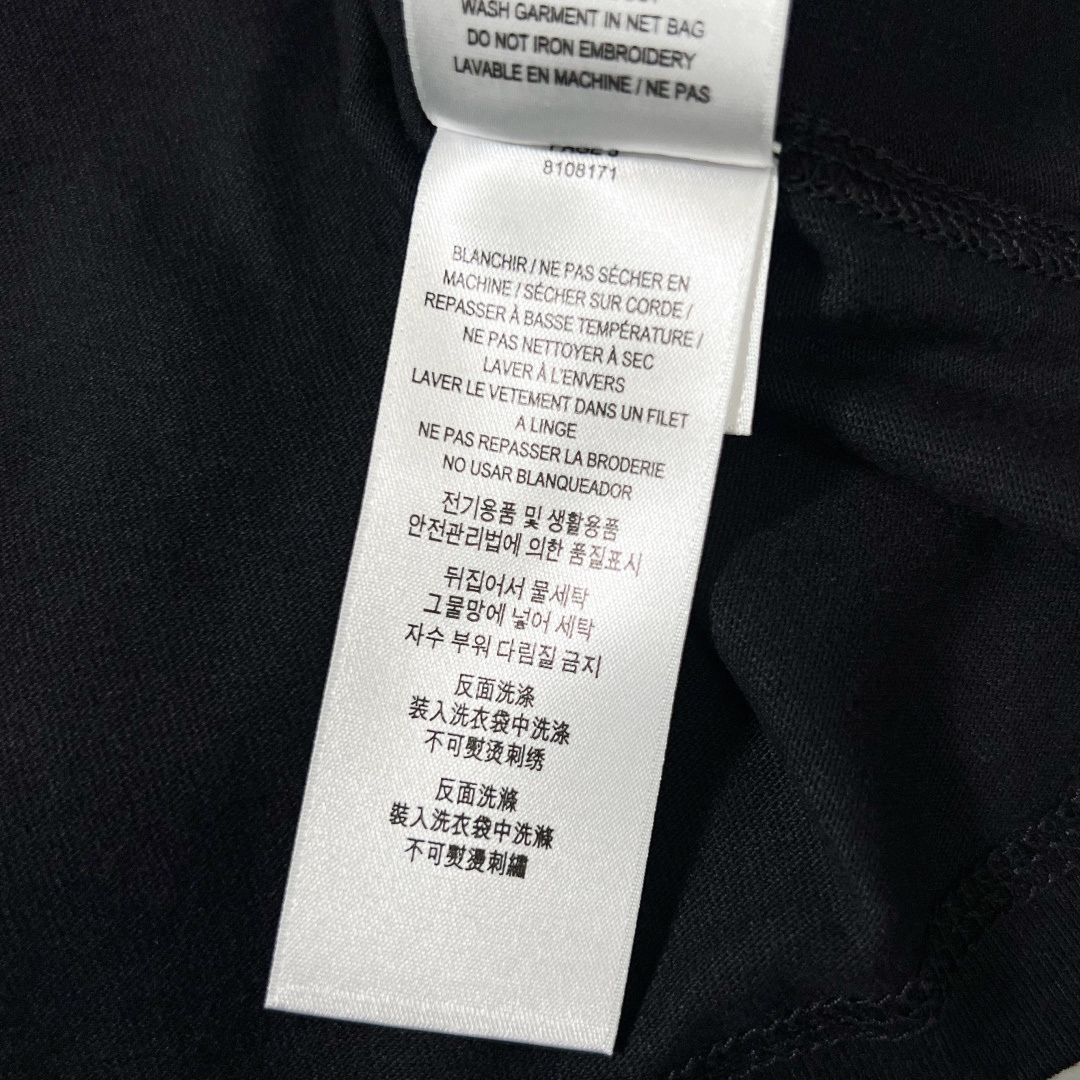 WASH GARMENT IN NET BAG
DO NOT IRON EMBROIDERY
LAVABLE EN MACHINE / NE PAS
8108171
BLANCHIR / NE PAS SÉCHER EN
MACHINE / SÉCHER SUR CORDE /
REPASSER À BASSE TEMPÉRATURE /
NE PAS NETTOYER À SEC
LAVER À L'ENVERS
LAVER LE VETEMENT DANS UN FILET
A LINGE
NE PAS REPASSER LA BRODERIE
NO USAR BLANQUEADOR
전기용품 및 생활용품
안전관리법에 의한 품질표시
뒤집어서 물세탁
그물망에 넣어 세탁
자수 부위 다림질 금지
反面洗涤
装入洗衣袋中洗涤
不可熨烫刺绣
反面洗滌
裝入洗衣袋中洗滌
不可熨燙刺繡